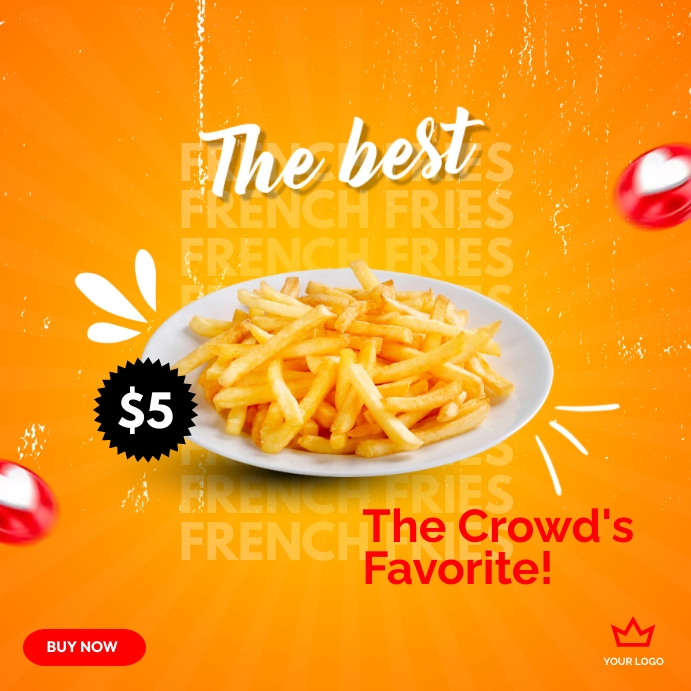 The best
FRENCH FRIES
FRENCH FRIES
FRENCH FRIES
$5
FRENCH FRIES
FRENCH FRIES
The Crowd's
Favorite!
BUY NOW
YOUR LOGO